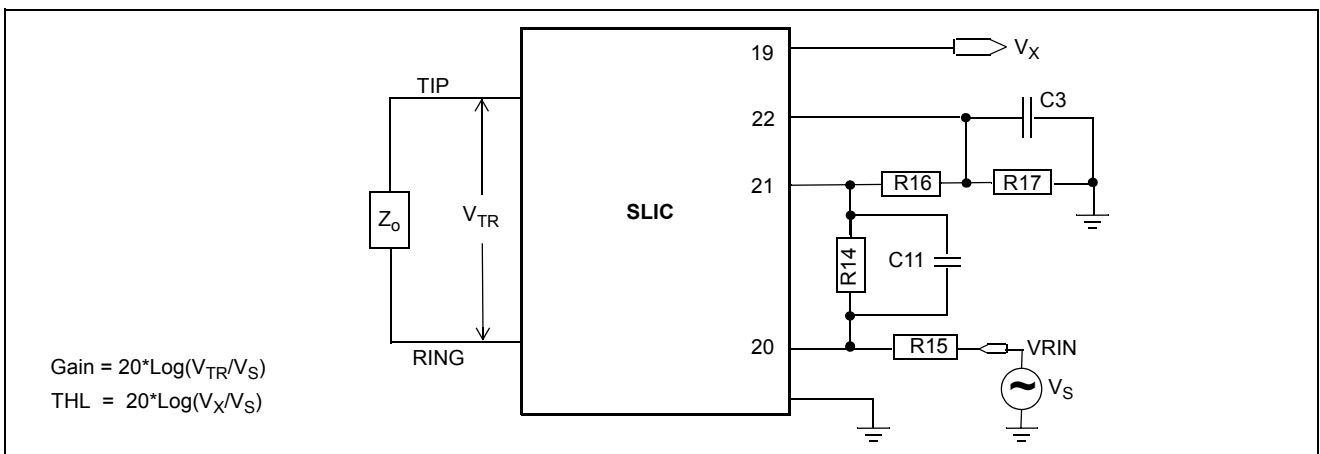 19
V_X
TIP
C3
22
21
R16
R17
Z_o
V_TR
SLIC
R14
C11
20
R15
VRIN
RING
V_S
Gain = 20*Log(V_TR/V_S)
THL = 20*Log(V_X/V_S)